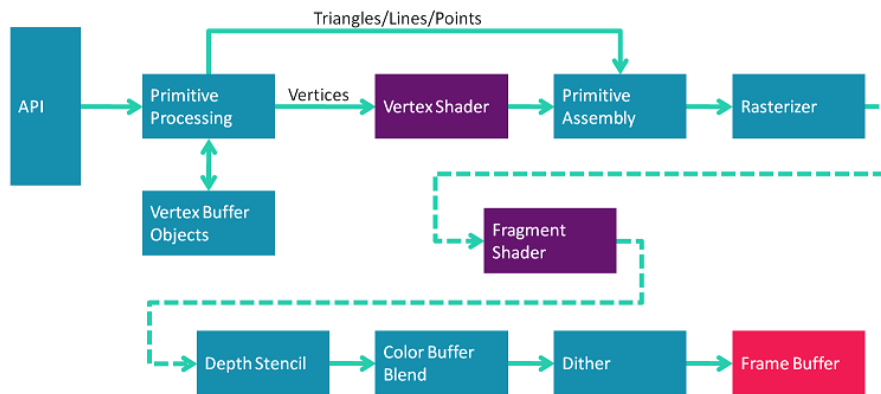 Triangles/Lines/Points
API
Primitive
Processing
Vertices
Vertex Shader
Primitive
Assembly
Rasterizer
Vertex Buffer
Objects
Fragment
Shader
Depth Stencil
Color Buffer
Blend
Dither
Frame Buffer